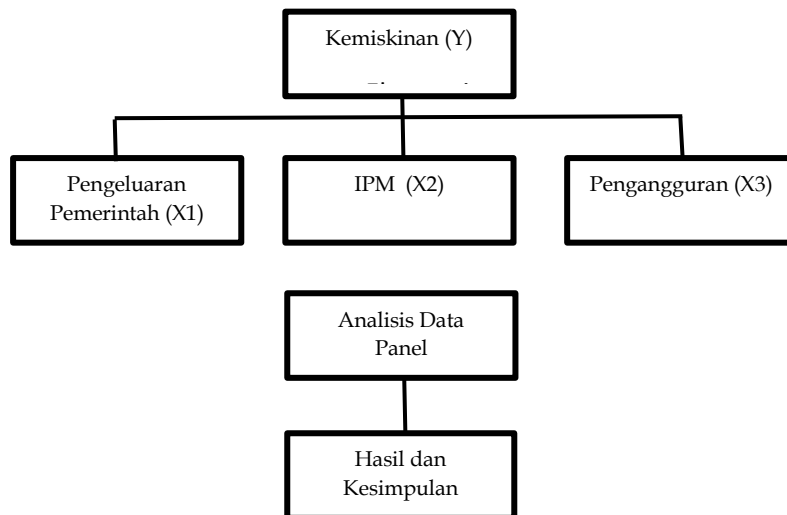 Kemiskinan (Y)
Pengeluaran
Pemerintah (X1)
IPM (X2)
Pengangguran (X3)
Analisis Data
Panel
Hasil dan
Kesimpulan